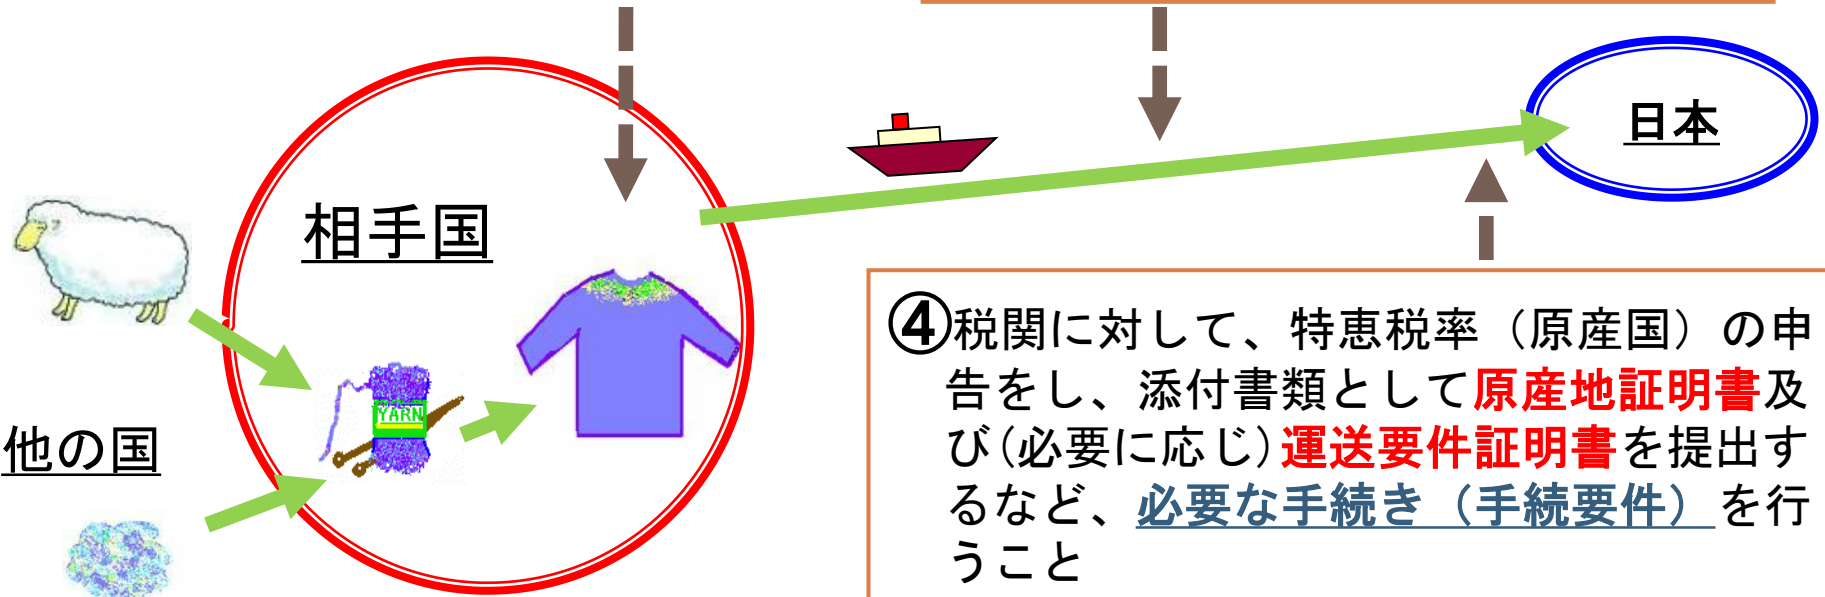 日本
相手国
YARN
他の国
④税関に対して、特恵税率（原産国）の申
告をし、添付書類として原産地証明書及
び(必要に応じ)運送要件証明書を提出す
るなど、必要な手続き（手続要件）を行
うこと